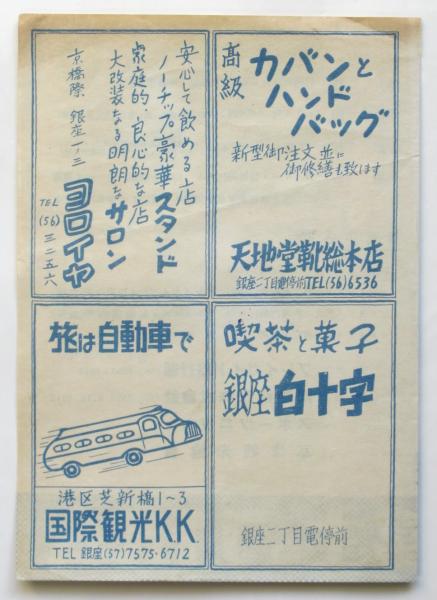 高級
カバンと
ハンド
バッグ
新型御注文並に
御修繕も致します
天地堂鞄総本店
銀座二丁目電停前TEL(56)6536
安心して飲める店
ノーチップ豪華スタンド
家庭的、良心的な店
大改装なる明朗なサロン
京橋際 銀座一ノ三
ヨロイヤ
TEL(56)三二五六
喫茶と菓子
銀座白十字
銀座二丁目電停前
旅は自動車で
港区芝新橋1~3
国際観光K.K.
TEL 銀座(57)7575・6712